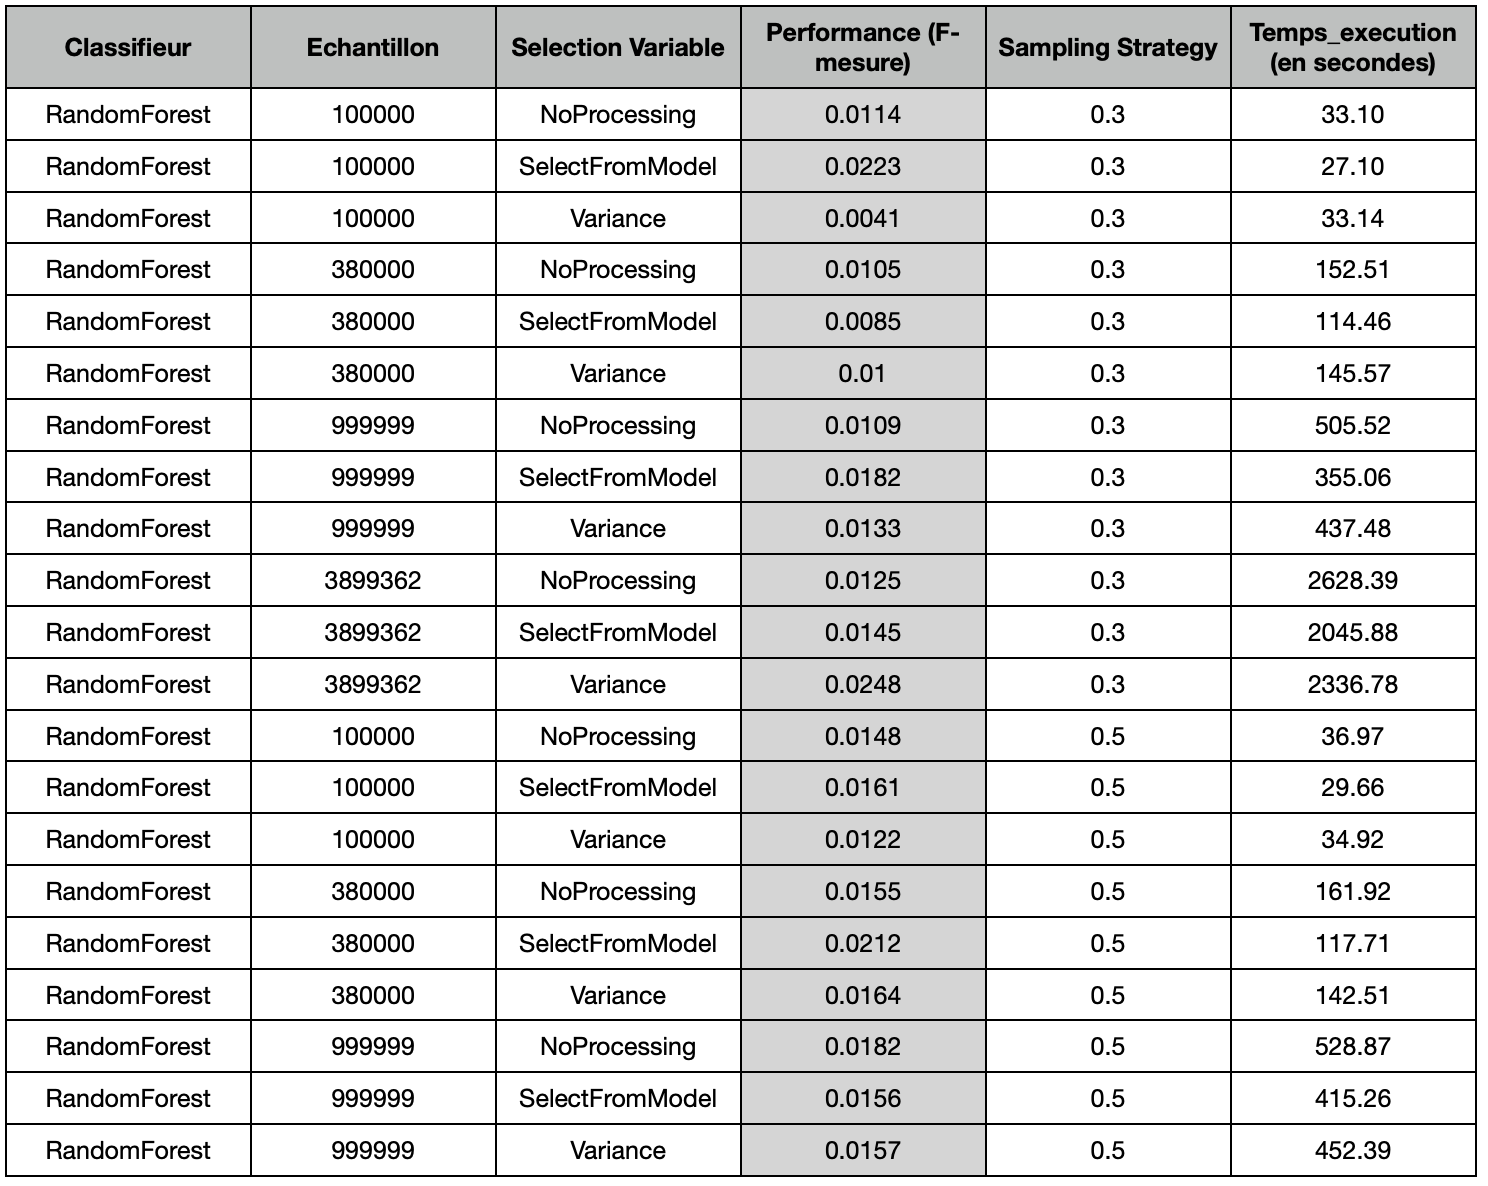 Classifieur Echantillon Selection Variable Performance (F-mesure) Sampling Strategy Temps_execution (en secondes)
RandomForest 100000 NoProcessing 0.0114 0.3 33.10
RandomForest 100000 SelectFromModel 0.0223 0.3 27.10
RandomForest 100000 Variance 0.0041 0.3 33.14
RandomForest 380000 NoProcessing 0.0105 0.3 152.51
RandomForest 380000 SelectFromModel 0.0085 0.3 114.46
RandomForest 380000 Variance 0.01 0.3 145.57
RandomForest 999999 NoProcessing 0.0109 0.3 505.52
RandomForest 999999 SelectFromModel 0.0182 0.3 355.06
RandomForest 999999 Variance 0.0133 0.3 437.48
RandomForest 3899362 NoProcessing 0.0125 0.3 2628.39
RandomForest 3899362 SelectFromModel 0.0145 0.3 2045.88
RandomForest 3899362 Variance 0.0248 0.3 2336.78
RandomForest 100000 NoProcessing 0.0148 0.5 36.97
RandomForest 100000 SelectFromModel 0.0161 0.5 29.66
RandomForest 100000 Variance 0.0122 0.5 34.92
RandomForest 380000 NoProcessing 0.0155 0.5 161.92
RandomForest 380000 SelectFromModel 0.0212 0.5 117.71
RandomForest 380000 Variance 0.0164 0.5 142.51
RandomForest 999999 NoProcessing 0.0182 0.5 528.87
RandomForest 999999 SelectFromModel 0.0156 0.5 415.26
RandomForest 999999 Variance 0.0157 0.5 452.39